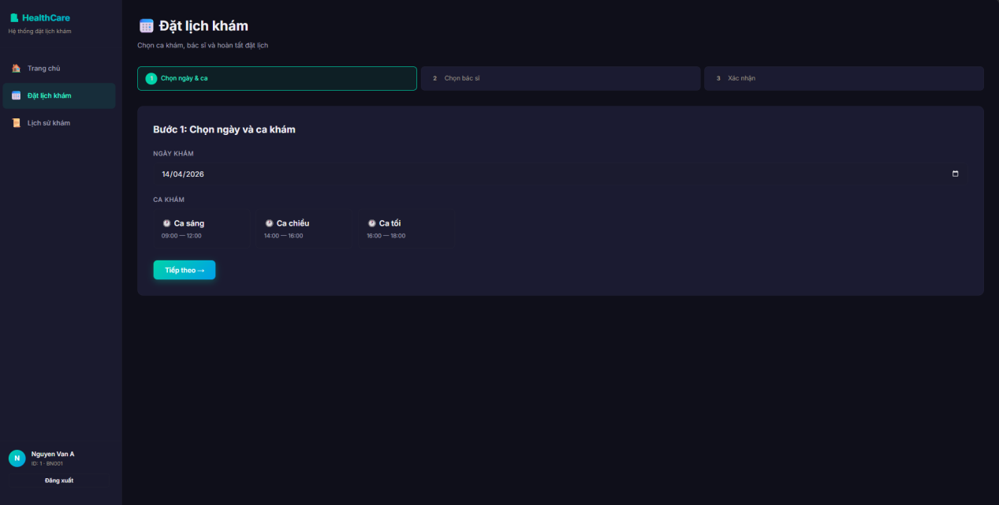 HealthCare
Hệ thống đặt lịch khám
Trang chủ
Đặt lịch khám
Lịch sử khám
Nguyen Van A
ID: 1 · BN001
Đăng xuất
N
Đặt lịch khám
Chọn ca khám, bác sĩ và hoàn tất đặt lịch
1 Chọn ngày & ca
2 Chọn bác sĩ
3 Xác nhận
Bước 1: Chọn ngày và ca khám
NGÀY KHÁM
14/04/2026
CA KHÁM
Ca sáng
09:00 — 12:00
Ca chiều
14:00 — 16:00
Ca tối
16:00 — 18:00
Tiếp theo →